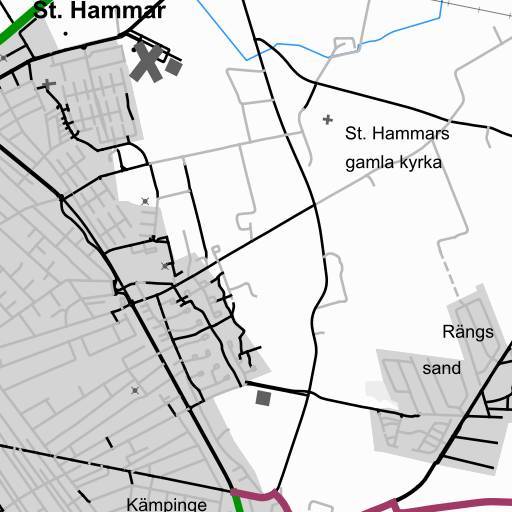 St. Hammar
St. Hammars
gamla kyrka
Rängs
sand
Kämpinge